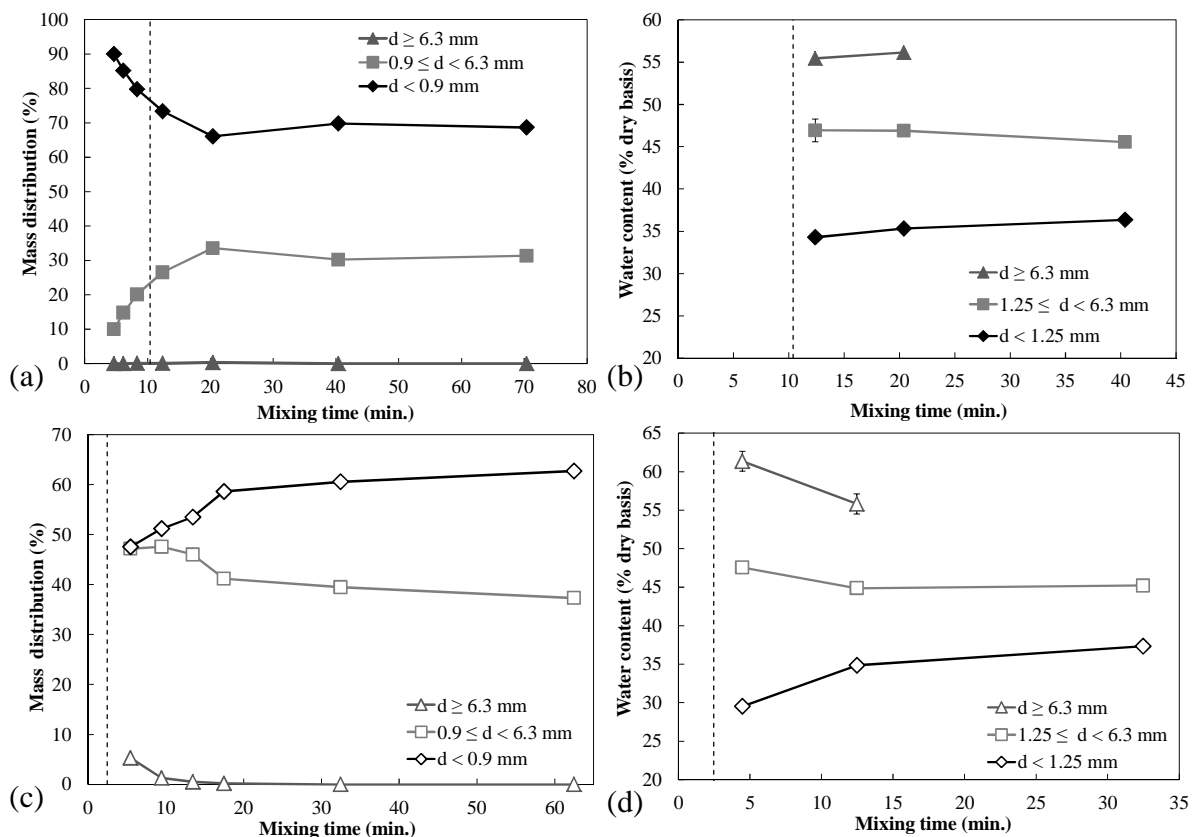 100
90
80
70
60
50
40
30
20
10
0
Mass distribution (%)
d ≥ 6.3 mm
0.9 ≤ d < 6.3 mm
d < 0.9 mm
0 10 20 30 40 50 60 70 80
Mixing time (min.)
(a)
60
55
50
45
40
35
30
25
20
Water content (% dry basis)
d ≥ 6.3 mm
1.25 ≤ d < 6.3 mm
d < 1.25 mm
0 5 10 15 20 25 30 35 40 45
Mixing time (min.)
(b)
70
60
50
40
30
20
10
0
Mass distribution (%)
d ≥ 6.3 mm
0.9 ≤ d < 6.3 mm
d < 0.9 mm
0 10 20 30 40 50 60
Mixing time (min.)
(c)
65
60
55
50
45
40
35
30
25
20
Water content (% dry basis)
d ≥ 6.3 mm
1.25 ≤ d < 6.3 mm
d < 1.25 mm
0 5 10 15 20 25 30 35
Mixing time (min.)
(d)